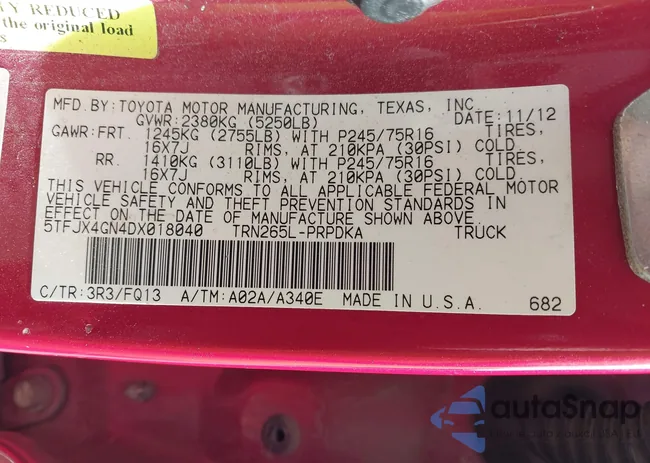 Y REDUCED
the original load
s
MFD.BY:TOYOTA MOTOR MANUFACTURING, TEXAS, INC.
GVWR:2380KG (5250LB) DATE:11/12
GAWR:FRT. 1245KG (2755LB) WITH P245/75R16 TIRES,
16X7J RIMS, AT 210KPA (30PSI) COLD.
RR. 1410KG (3110LB) WITH P245/75R16 TIRES,
16X7J RIMS, AT 210KPA (30PSI) COLD.
THIS VEHICLE CONFORMS TO ALL APPLICABLE FEDERAL MOTOR
VEHICLE SAFETY AND THEFT PREVENTION STANDARDS IN
EFFECT ON THE DATE OF MANUFACTURE SHOWN ABOVE.
5TFJX4GN4DX018040 TRN265L-PRPDKA TRUCK
C/TR:3R3/FQ13 A/TM:A02A/A340E MADE IN U.S.A. 682
autaSnap